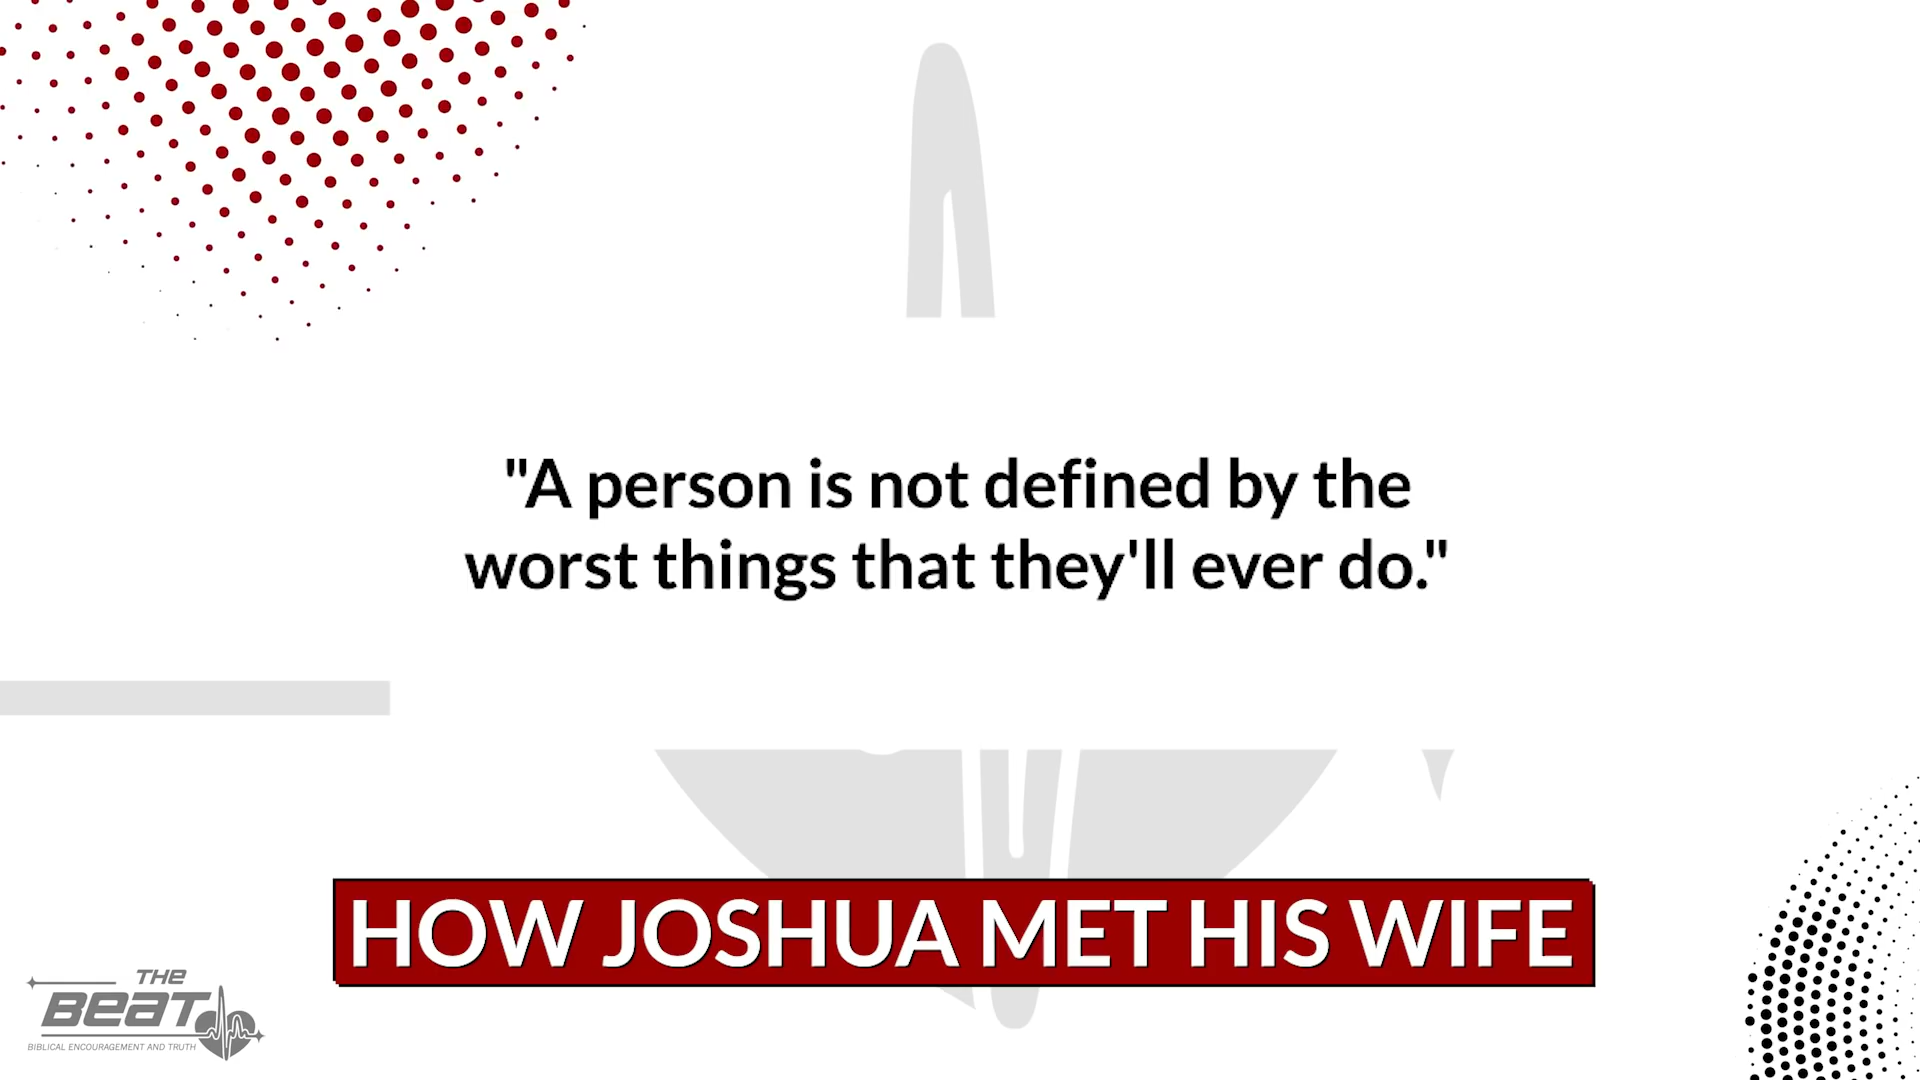 "A person is not defined by the
worst things that they'll ever do."
HOW JOSHUA MET HIS WIFE
THE
BEAT
BIBLICAL ENCOURAGEMENT AND TRUTH